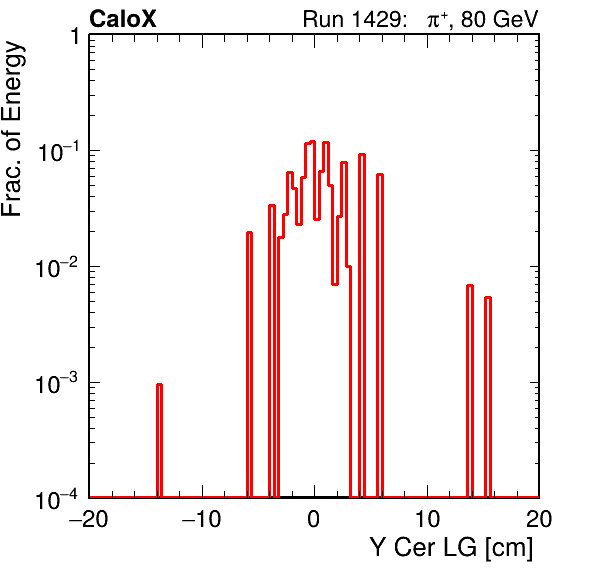 CaloX Run 1429: π⁺, 80 GeV
Frac. of Energy
1
10⁻¹
10⁻²
10⁻³
10⁻⁴
−20 −10 0 10 20
Y Cer LG [cm]